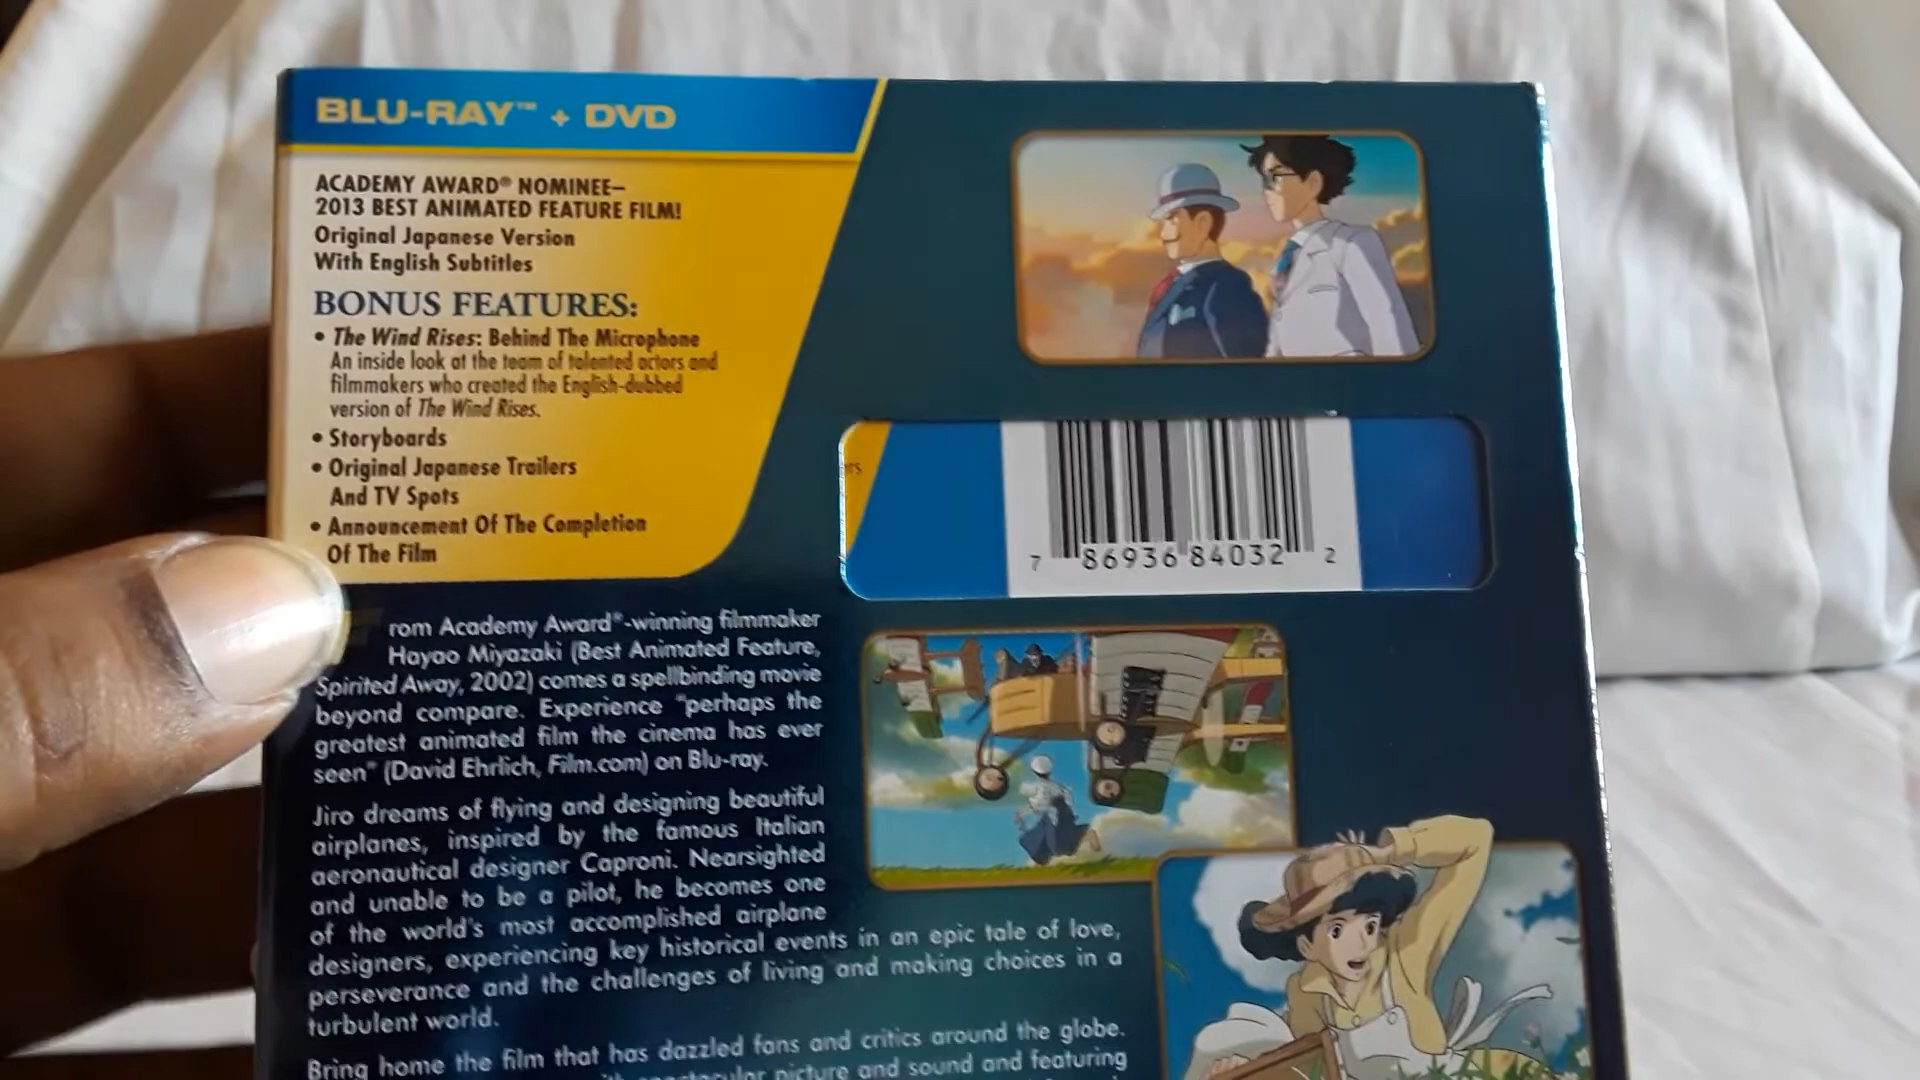 BLU-RAY™ + DVD
ACADEMY AWARD® NOMINEE–
2013 BEST ANIMATED FEATURE FILM!
Original Japanese Version
With English Subtitles
BONUS FEATURES:
• The Wind Rises: Behind The Microphone
An inside look at the team of talented actors and
filmmakers who created the English-dubbed
version of The Wind Rises.
• Storyboards
• Original Japanese Trailers
And TV Spots
• Announcement Of The Completion
Of The Film
rs
7 86936 84032 2
rom Academy Award®-winning filmmaker
Hayao Miyazaki (Best Animated Feature,
Spirited Away, 2002) comes a spellbinding movie
beyond compare. Experience "perhaps the
greatest animated film the cinema has ever
seen" (David Ehrlich, Film.com) on Blu-ray.
Jiro dreams of flying and designing beautiful
airplanes, inspired by the famous Italian
aeronautical designer Caproni. Nearsighted
and unable to be a pilot, he becomes one
of the world's most accomplished airplane
designers, experiencing key historical events in an epic tale of love,
perseverance and the challenges of living and making choices in a
turbulent world.
Bring home the film that has dazzled fans and critics around the globe.
spectacular picture and sound and featuring